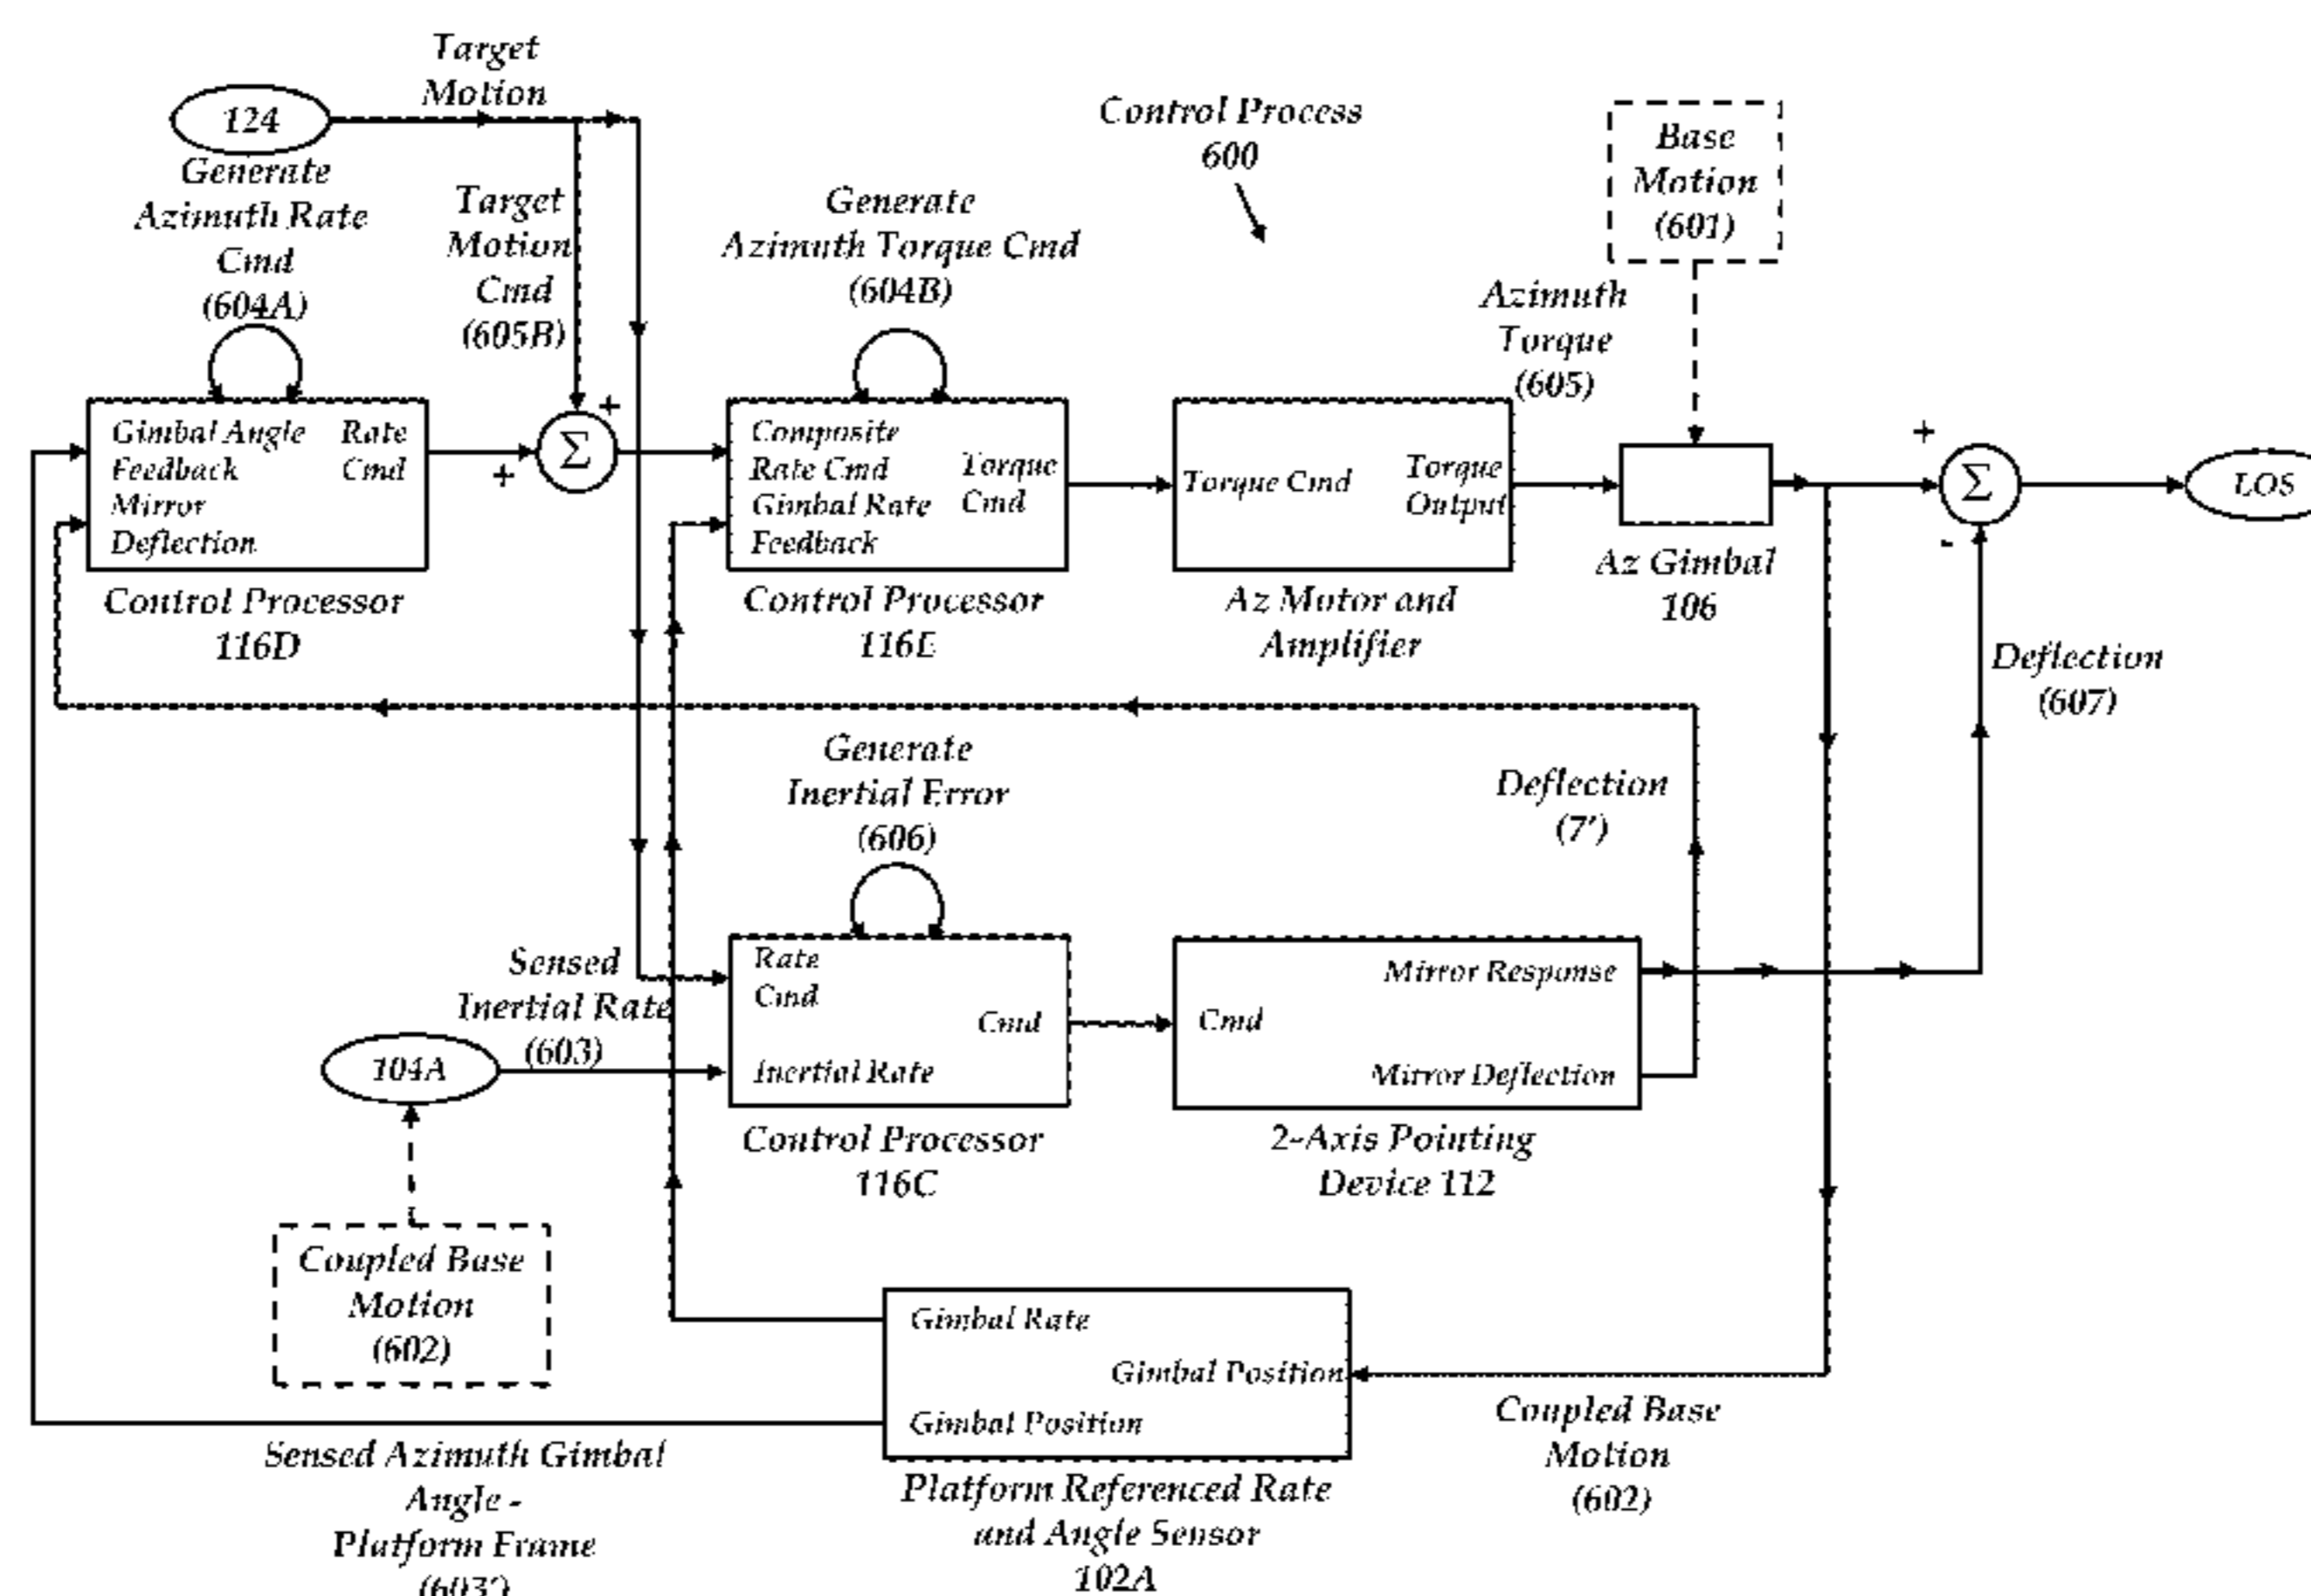 Target
Motion
124
Generate
Azimuth Rate
Cmd
(604A)
Target
Motion
Cmd
(605B)
Generate
Azimuth Torque Cmd
(604B)
Control Process
600
Base
Motion
(601)
Azimuth
Torque
(605)
Gimbal Angle
Feedback
Mirror
Deflection
Rate
Cmd
Control Processor
116D
+
+
Σ
Composite
Rate Cmd
Gimbal Rate
Feedback
Torque
Cmd
Control Processor
116E
Torque Cmd
Torque
Output
Az Motor and
Amplifier
Az Gimbal
106
+
-
Σ
LOS
Deflection
(607)
Generate
Inertial Error
(606)
Deflection
(7')
Sensed
Inertial Rate
(603)
104A
Rate
Cmd
Inertial Rate
Cmd
Control Processor
116C
Cmd
Mirror Response
Mirror Deflection
2-Axis Pointing
Device 112
Coupled Base
Motion
(602)
Gimbal Rate
Gimbal Position
Gimbal Position
Platform Referenced Rate
and Angle Sensor
102A
Coupled Base
Motion
(602)
Sensed Azimuth Gimbal
Angle -
Platform Frame
(603')